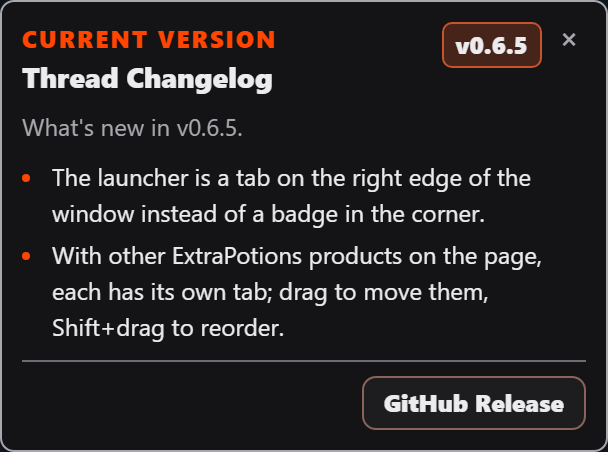 CURRENT VERSION
v0.6.5 ×
Thread Changelog
What's new in v0.6.5.
• The launcher is a tab on the right edge of the
window instead of a badge in the corner.
• With other ExtraPotions products on the page,
each has its own tab; drag to move them,
Shift+drag to reorder.
GitHub Release